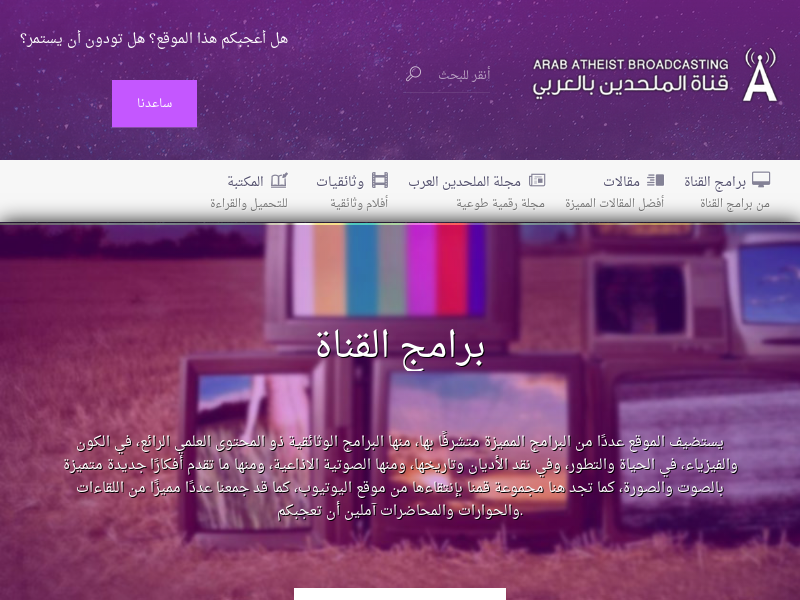 هل أعجبكم هذا الموقع؟ هل تودون أن يستمر؟
ساعدنا
أنقر للبحث
ARAB ATHEIST BROADCASTING
قناة الملحدين بالعربي
برامج القناة
من برامج القناة
مقالات
أفضل المقالات المميزة
مجلة الملحدين العرب
مجلة رقمية طوعية
وثائقيات
أفلام وثائقية
المكتبة
للتحميل والقراءة
برامج القناة
يستضيف الموقع عددًا من البرامج المميزة متشرفًا بها، منها البرامج الوثائقية ذو المحتوى العلمي الرائع، في الكون
والفيزياء، في الحياة والتطور، وفي نقد الأديان وتاريخها، ومنها الصوتية الاذاعية، ومنها ما تقدم أفكارًا جديدة متميزة
بالصوت والصورة، كما تجد هنا مجموعة قمنا بإنتقاءها من موقع اليوتيوب، كما قد جمعنا عددًا مميزًا من اللقاءات
والحوارات والمحاضرات آملين أن تعجبكم.